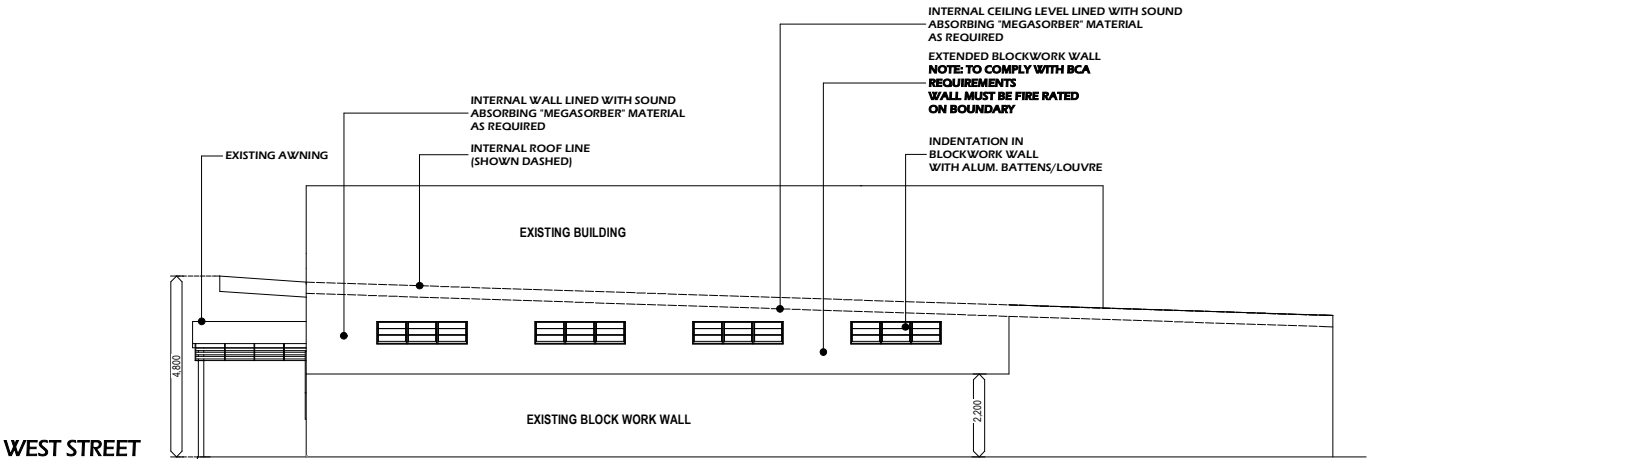 INTERNAL CEILING LEVEL LINED WITH SOUND
ABSORBING "MEGASORBER" MATERIAL
AS REQUIRED
EXTENDED BLOCKWORK WALL
NOTE: TO COMPLY WITH BCA
REQUIREMENTS
WALL MUST BE FIRE RATED
ON BOUNDARY
INTERNAL WALL LINED WITH SOUND
ABSORBING "MEGASORBER" MATERIAL
AS REQUIRED
INTERNAL ROOF LINE
(SHOWN DASHED)
EXISTING AWNING
INDENTATION IN
BLOCKWORK WALL
WITH ALUM. BATTENS/LOUVRE
EXISTING BUILDING
4,800
2,200
EXISTING BLOCK WORK WALL
WEST STREET